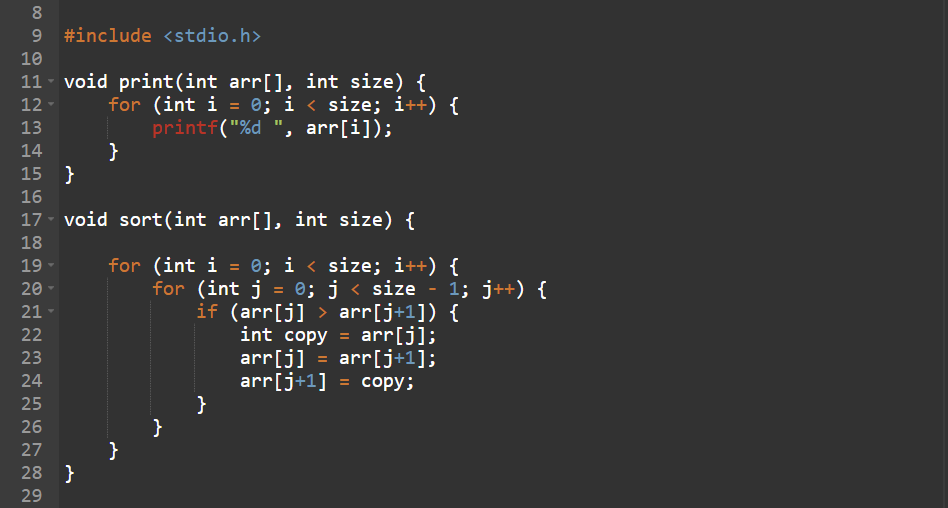 8
9 #include <stdio.h>
10
11 void print(int arr[], int size) {
12     for (int i = 0; i < size; i++) {
13         printf("%d ", arr[i]);
14     }
15 }
16
17 void sort(int arr[], int size) {
18
19     for (int i = 0; i < size; i++) {
20         for (int j = 0; j < size - 1; j++) {
21             if (arr[j] > arr[j+1]) {
22                 int copy = arr[j];
23                 arr[j] = arr[j+1];
24                 arr[j+1] = copy;
25             }
26         }
27     }
28 }
29